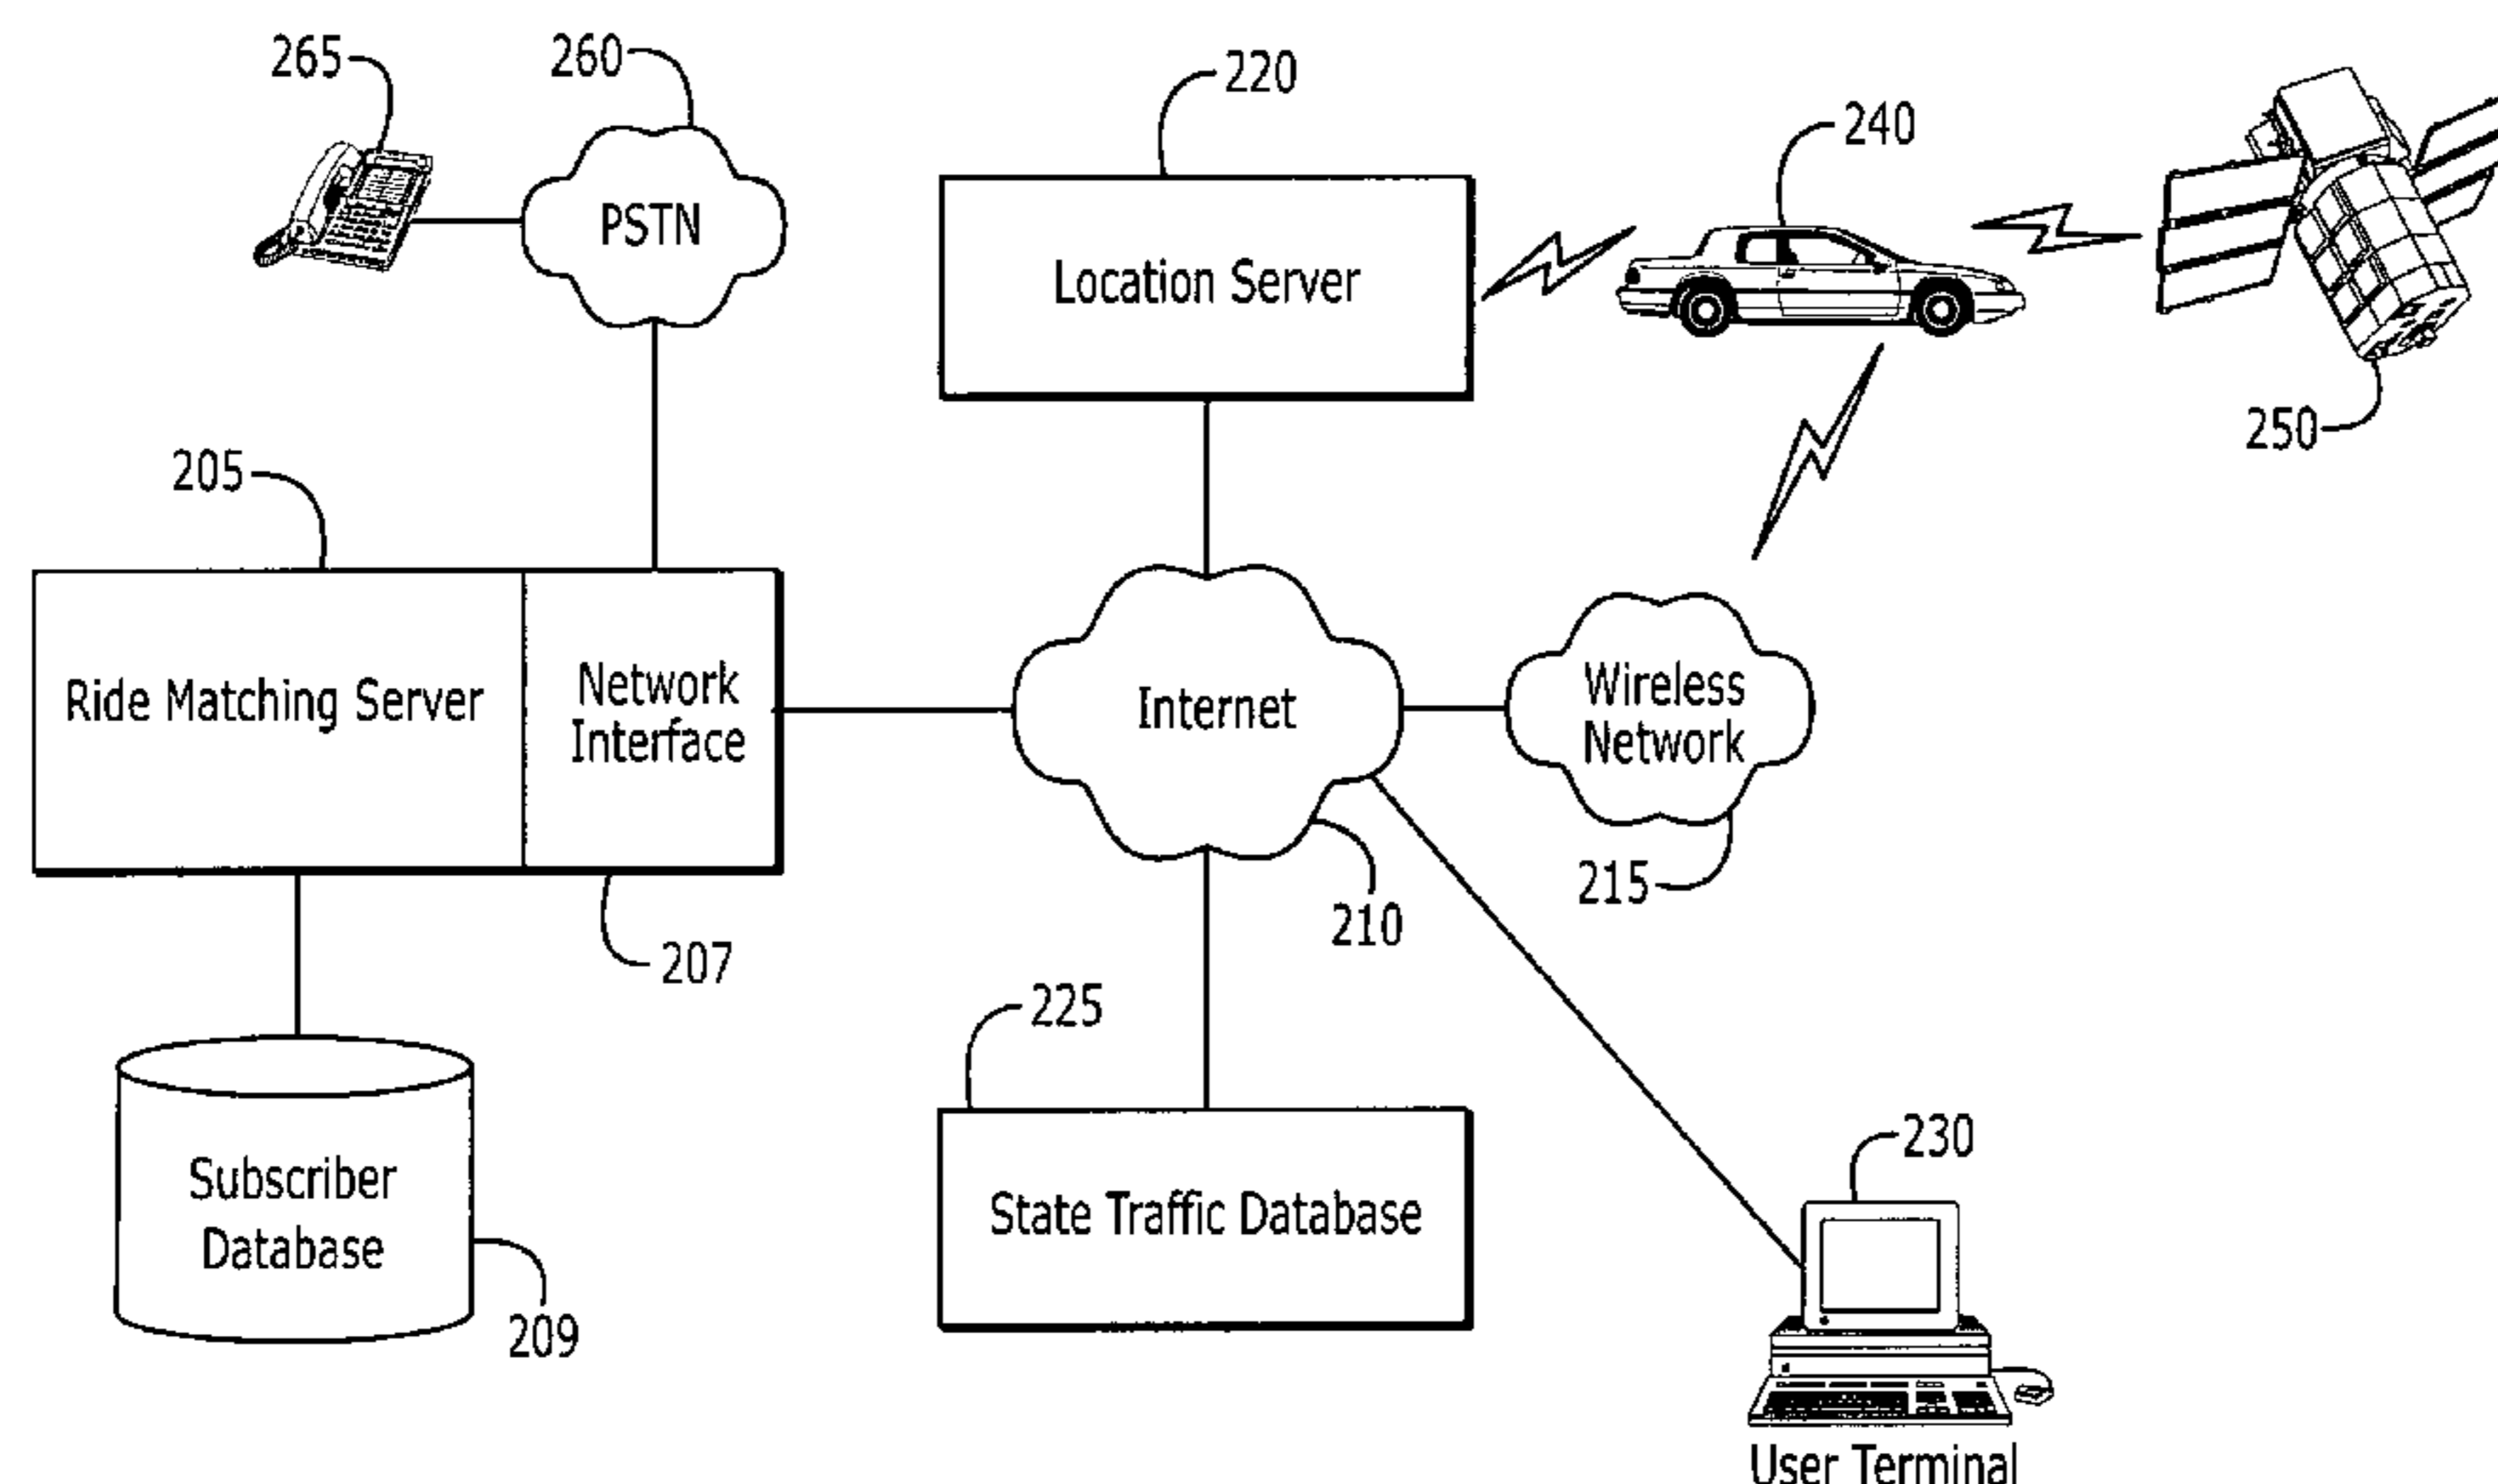 265
260
220
240
PSTN
Location Server
250
205
Ride Matching Server
Network
Interface
Internet
Wireless
Network
215
210
207
225
230
Subscriber
Database
State Traffic Database
209
User Terminal